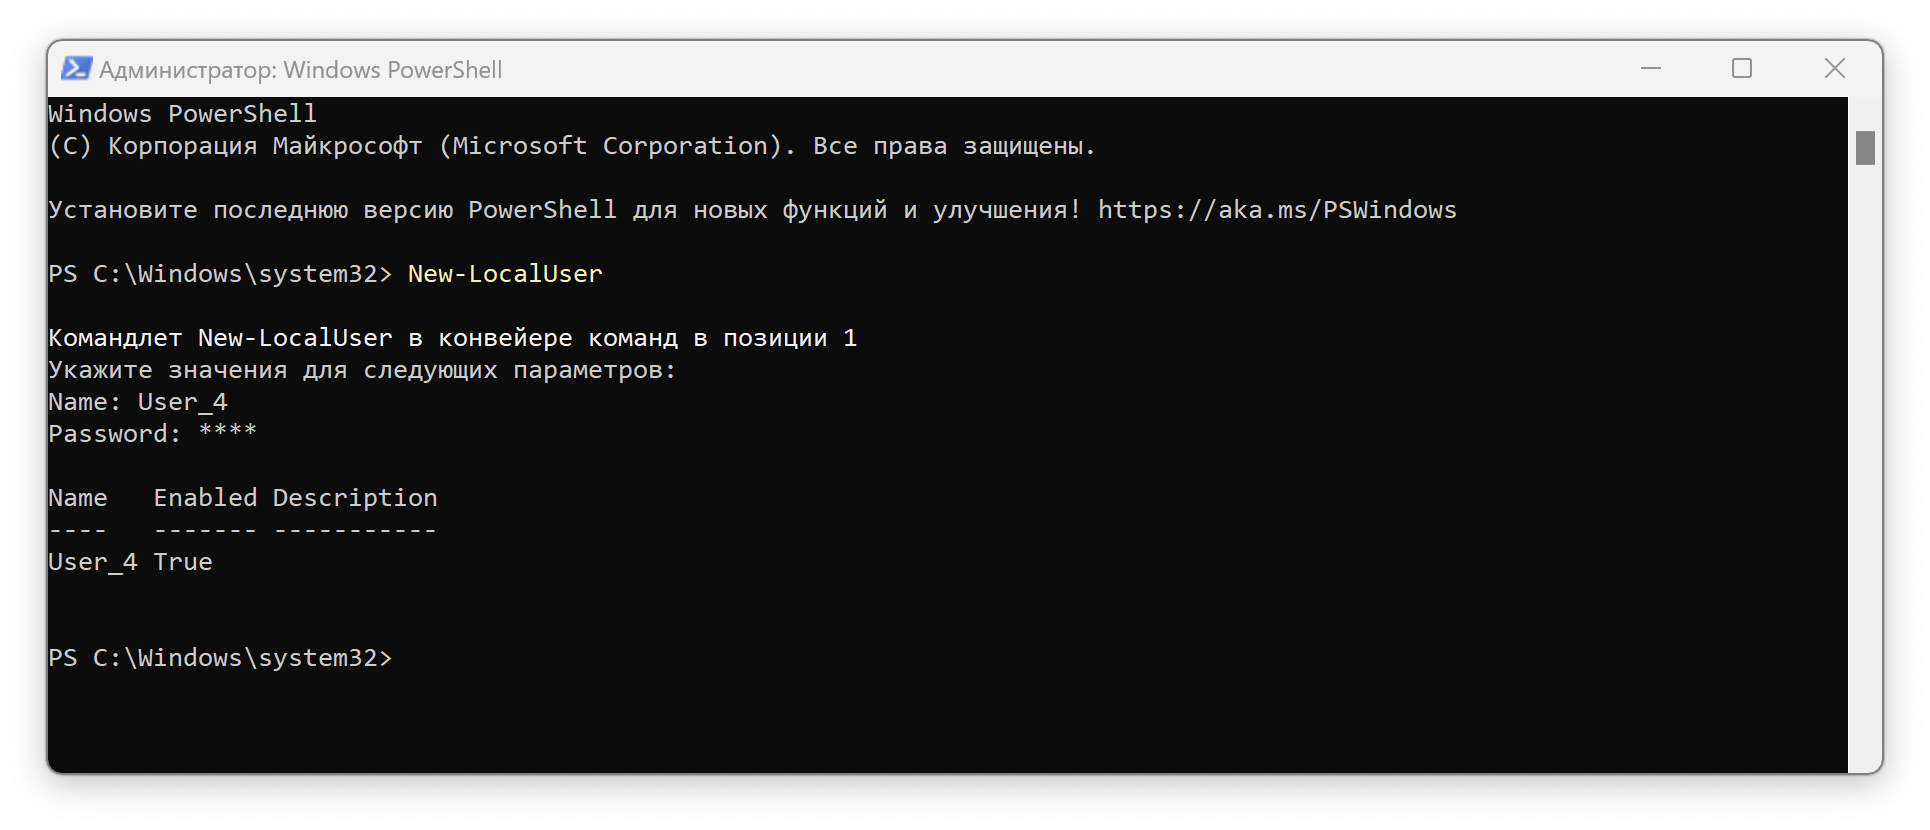 Администратор: Windows PowerShell
Windows PowerShell
(C) Корпорация Майкрософт (Microsoft Corporation). Все права защищены.
Установите последнюю версию PowerShell для новых функций и улучшения! https://aka.ms/PSWindows
PS C:\Windows\system32> New-LocalUser
Командлет New-LocalUser в конвейере команд в позиции 1
Укажите значения для следующих параметров:
Name: User_4
Password: ****
Name   Enabled Description
----   ------- -----------
User_4 True
PS C:\Windows\system32>